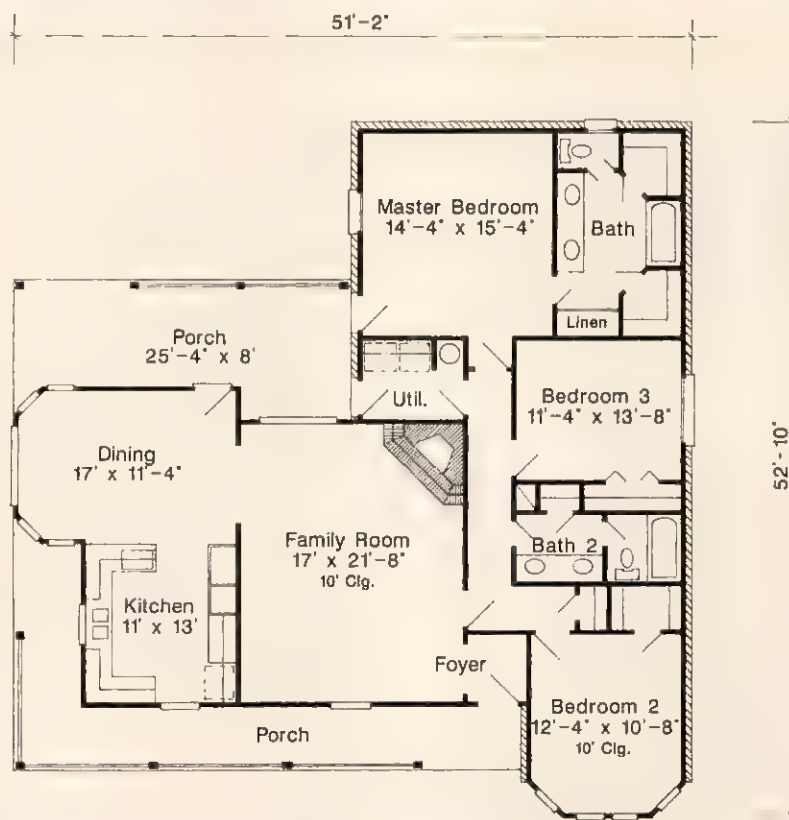 51'-2"
Master Bedroom
14'-4" x 15'-4"
Bath
Linen
Porch
25'-4" x 8'
Util.
Bedroom 3
11'-4" x 13'-8"
52'-10"
Dining
17' x 11'-4"
Family Room
17' x 21'-8"
10' Clg.
Bath 2
Kitchen
11' x 13'
Foyer
Bedroom 2
12'-4" x 10'-8"
10' Clg.
Porch